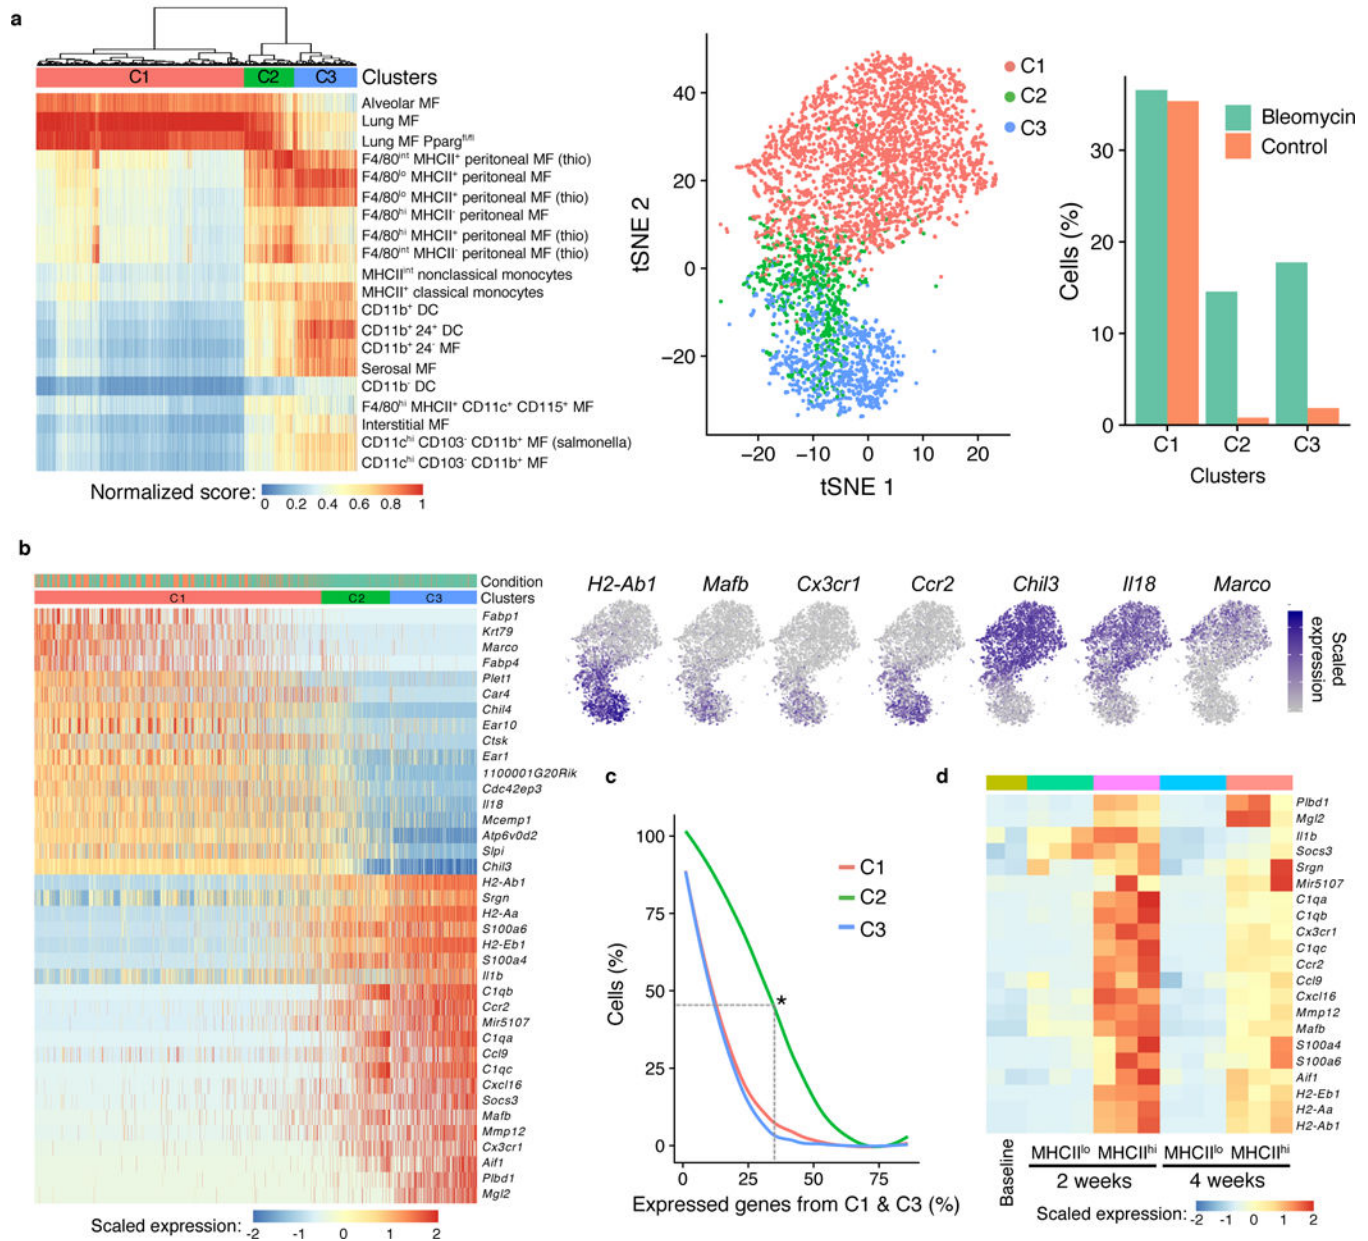 a
C1 C2 C3 Clusters
Alveolar MF
Lung MF
Lung MF Pparg^fl/fl
F4/80^int MHCII⁺ peritoneal MF (thio)
F4/80^lo MHCII⁺ peritoneal MF
F4/80^lo MHCII⁺ peritoneal MF (thio)
F4/80^hi MHCII⁻ peritoneal MF
F4/80^hi MHCII⁺ peritoneal MF (thio)
F4/80^int MHCII⁻ peritoneal MF (thio)
MHCII^int nonclassical monocytes
MHCII⁺ classical monocytes
CD11b⁺ DC
CD11b⁺ 24⁺ DC
CD11b⁺ 24⁻ MF
Serosal MF
CD11b⁻ DC
F4/80^hi MHCII⁺ CD11c⁺ CD115⁺ MF
Interstitial MF
CD11c^hi CD103⁻ CD11b⁺ MF (salmonella)
CD11c^hi CD103⁻ CD11b⁺ MF
Normalized score:
0 0.2 0.4 0.6 0.8 1
C1
C2
C3
tSNE 2
40
20
0
−20
−20 −10 0 10 20
tSNE 1
Bleomycin
Control
Cells (%)
30
20
10
0
C1 C2 C3
Clusters
b
Condition
C1 C2 C3 Clusters
Fabp1
Krt79
Marco
Fabp4
Plet1
Car4
Chil4
Ear10
Ctsk
Ear1
1100001G20Rik
Cdc42ep3
Il18
Mcemp1
Atp6v0d2
Slpi
Chil3
H2-Ab1
Srgn
H2-Aa
S100a6
H2-Eb1
S100a4
Il1b
C1qb
Ccr2
Mir5107
C1qa
Ccl9
C1qc
Cxcl16
Socs3
Mafb
Mmp12
Cx3cr1
Aif1
Plbd1
Mgl2
Scaled expression:
-2 -1 0 1 2
H2-Ab1 Mafb Cx3cr1 Ccr2 Chil3 Il18 Marco
Scaled
expression
c
C1
C2
C3
Cells (%)
100
75
50
25
0
*
0 25 50 75
Expressed genes from C1 & C3 (%)
d
Plbd1
Mgl2
Il1b
Socs3
Srgn
Mir5107
C1qa
C1qb
Cx3cr1
C1qc
Ccr2
Ccl9
Cxcl16
Mmp12
Mafb
S100a4
S100a6
Aif1
H2-Eb1
H2-Aa
H2-Ab1
Baseline
MHCII^lo MHCII^hi MHCII^lo MHCII^hi
2 weeks 4 weeks
Scaled expression:
-2 -1 0 1 2